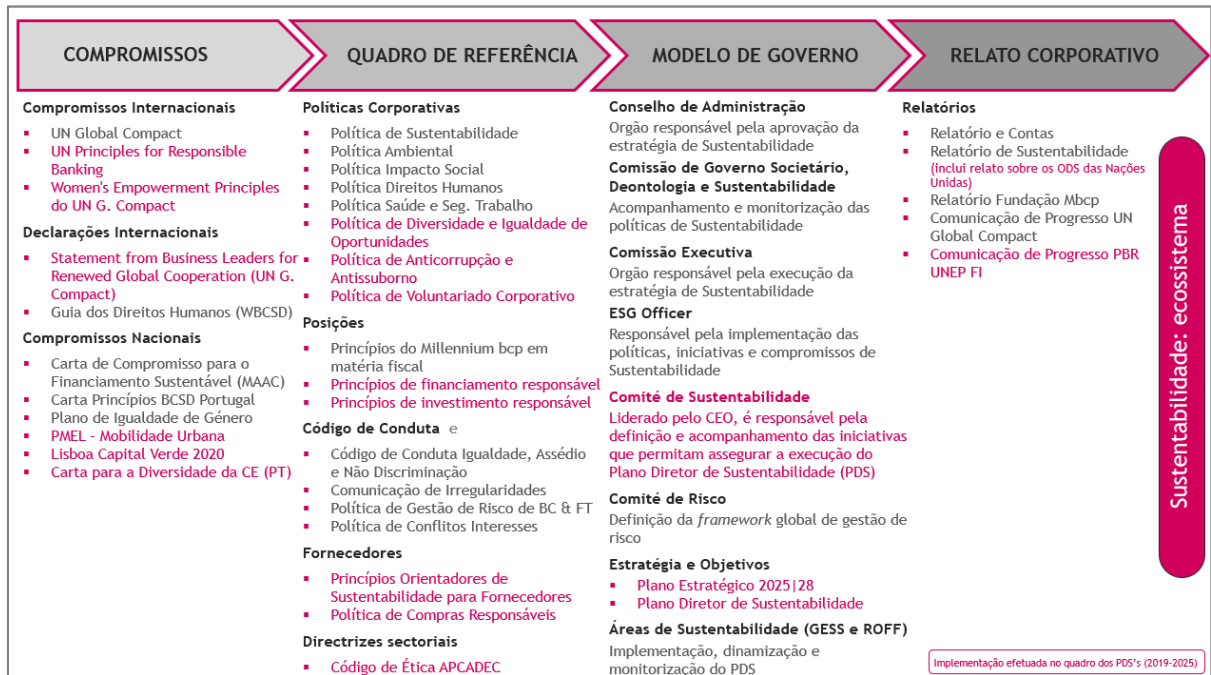 COMPROMISSOS
QUADRO DE REFERÊNCIA
MODELO DE GOVERNO
RELATO CORPORATIVO
Compromissos Internacionais
UN Global Compact
UN Principles for Responsible
Banking
Women's Empowerment Principles
do UN G. Compact
Declarações Internacionais
Statement from Business Leaders for
Renewed Global Cooperation (UN G.
Compact)
Guia dos Direitos Humanos (WBCSD)
Compromissos Nacionais
Carta de Compromisso para o
Financiamento Sustentável (MAAC)
Carta Princípios BCSD Portugal
Plano de Igualdade de Género
PMEL - Mobilidade Urbana
Lisboa Capital Verde 2020
Carta para a Diversidade da CE (PT)
Políticas Corporativas
Política de Sustentabilidade
Política Ambiental
Política Impacto Social
Política Direitos Humanos
Política Saúde e Seg. Trabalho
Política de Diversidade e Igualdade de
Oportunidades
Política de Anticorrupção e
Antissuborno
Política de Voluntariado Corporativo
Posições
Princípios do Millennium bcp em
matéria fiscal
Princípios de financiamento responsável
Princípios de investimento responsável
Código de Conduta e
Código de Conduta Igualdade, Assédio
e Não Discriminação
Comunicação de Irregularidades
Política de Gestão de Risco de BC & FT
Política de Conflitos Interesses
Fornecedores
Princípios Orientadores de
Sustentabilidade para Fornecedores
Política de Compras Responsáveis
Directrizes sectoriais
Código de Ética APCADEC
Conselho de Administração
Orgão responsável pela aprovação da
estratégia de Sustentabilidade
Comissão de Governo Societário,
Deontologia e Sustentabilidade
Acompanhamento e monitorização das
políticas de Sustentabilidade
Comissão Executiva
Orgão responsável pela execução da
estratégia de Sustentabilidade
ESG Officer
Responsável pela implementação das
políticas, iniciativas e compromissos de
Sustentabilidade
Comité de Sustentabilidade
Liderado pelo CEO, é responsável pela
definição e acompanhamento das iniciativas
que permitam assegurar a execução do
Plano Diretor de Sustentabilidade (PDS)
Comité de Risco
Definição da framework global de gestão de
risco
Estratégia e Objetivos
Plano Estratégico 2025|28
Plano Diretor de Sustentabilidade
Áreas de Sustentabilidade (GESS e ROFF)
Implementação, dinamização e
monitorização do PDS
Relatórios
Relatório e Contas
Relatório de Sustentabilidade
(inclui relato sobre os ODS das Nações
Unidas)
Relatório Fundação Mbcp
Comunicação de Progresso UN
Global Compact
Comunicação de Progresso PBR
UNEP FI
Sustentabilidade: ecossistema
Implementação efetuada no quadro dos PDS's (2019-2025)